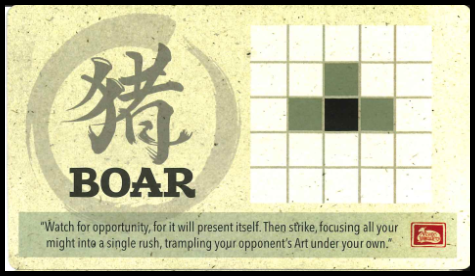 猪
BOAR
"Watch for opportunity, for it will present itself. Then strike, focusing all your
might into a single rush, trampling your opponent's Art under your own."